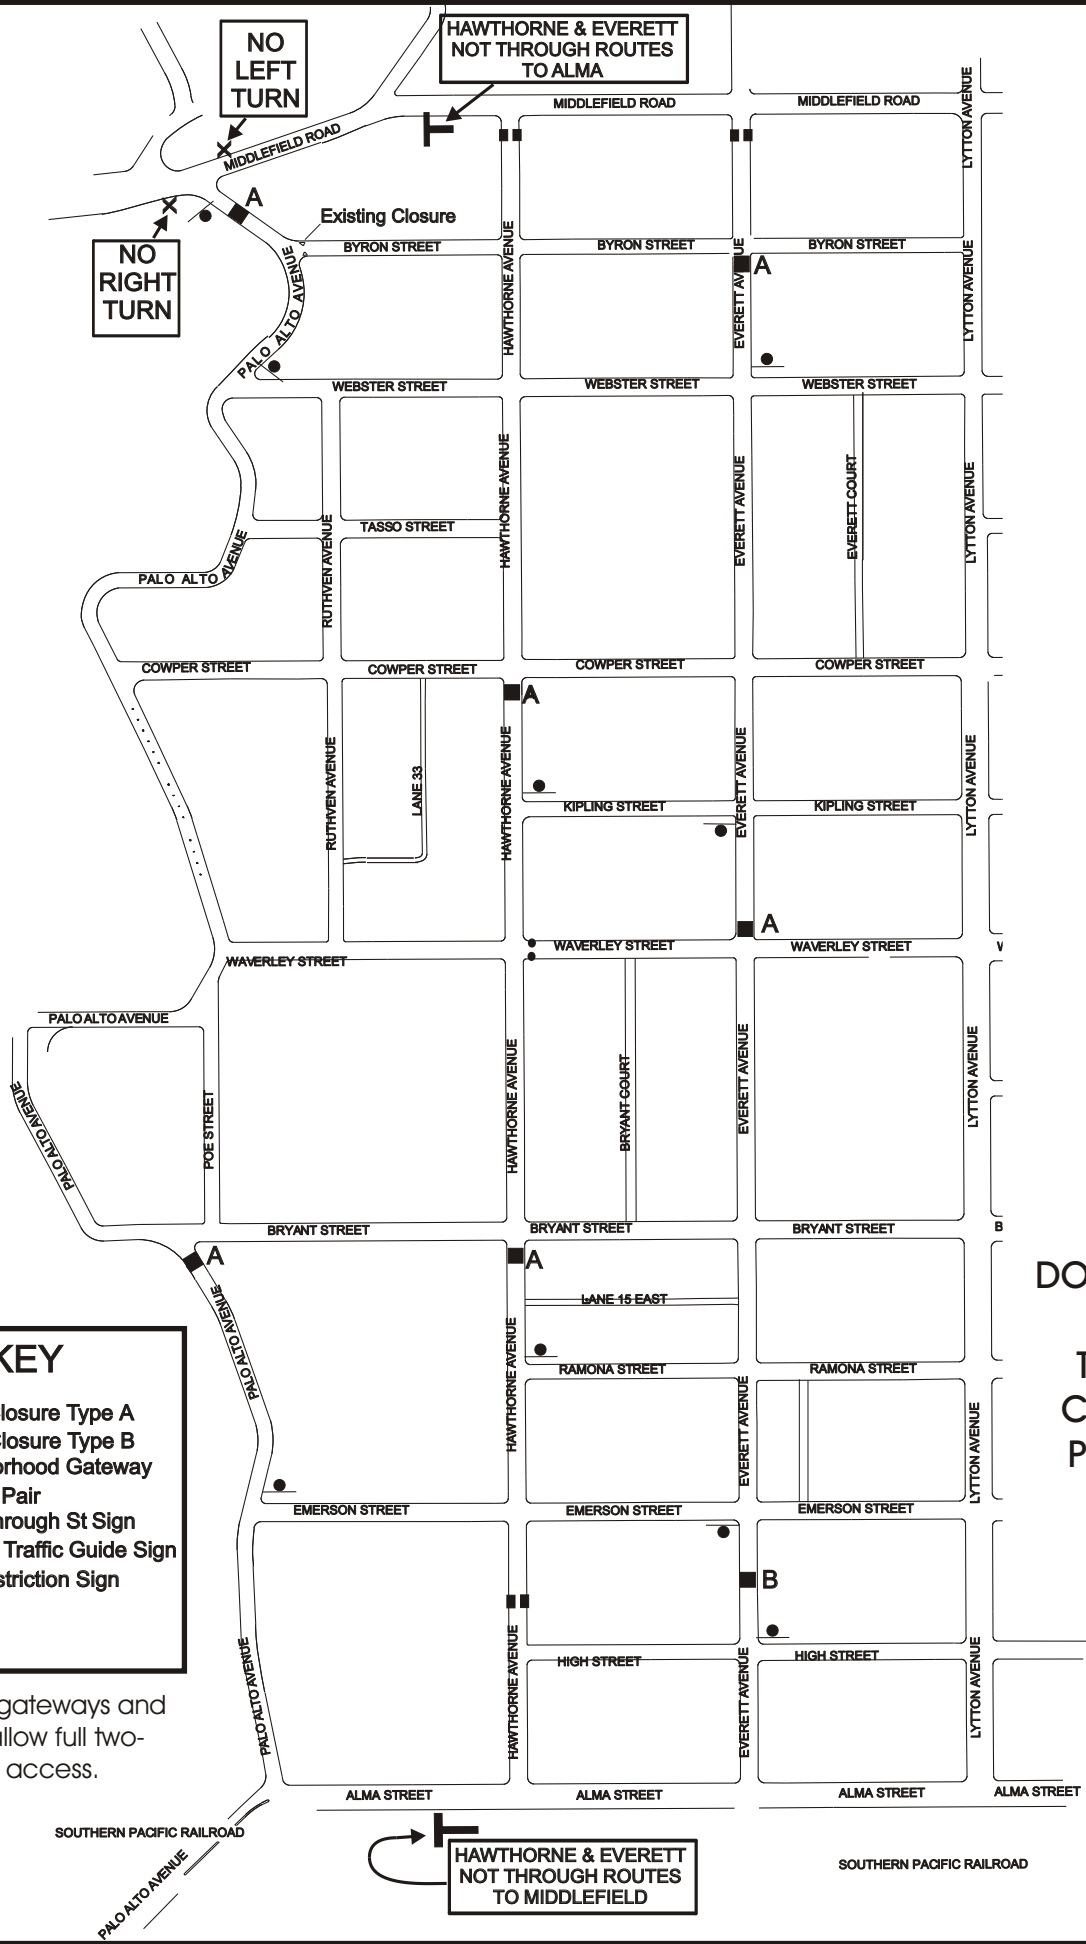 HAWTHORNE & EVERETT
NOT THROUGH ROUTES
TO ALMA
NO
LEFT
TURN
MIDDLEFIELD ROAD
MIDDLEFIELD ROAD
MIDDLEFIELD ROAD
LYTTON AVENUE
A
Existing Closure
NO
RIGHT
TURN
BYRON STREET
BYRON STREET
BYRON STREET
PALO ALTO AVENUE
HAWTHORNE AVENUE
EVERETT AVENUE
A
LYTTON AVENUE
WEBSTER STREET
WEBSTER STREET
WEBSTER STREET
HAWTHORNE AVENUE
EVERETT AVENUE
EVERETT COURT
LYTTON AVENUE
TASSO STREET
RUTHVEN AVENUE
PALO ALTO AVENUE
COWPER STREET
COWPER STREET
COWPER STREET
COWPER STREET
A
RUTHVEN AVENUE
LANE 33
HAWTHORNE AVENUE
EVERETT AVENUE
LYTTON AVENUE
KIPLING STREET
KIPLING STREET
A
WAVERLEY STREET
WAVERLEY STREET
WAVERLEY STREET
PALO ALTO AVENUE
PALO ALTO AVENUE
POE STREET
HAWTHORNE AVENUE
BRYANT COURT
EVERETT AVENUE
LYTTON AVENUE
BRYANT STREET
BRYANT STREET
BRYANT STREET
B
A
A
PALO ALTO AVENUE
LANE 15 EAST
HAWTHORNE AVENUE
RAMONA STREET
RAMONA STREET
EVERETT AVENUE
LYTTON AVENUE
DO
T
C
P
KEY
losure Type A
Closure Type B
orhood Gateway
Pair
hrough St Sign
Traffic Guide Sign
striction Sign
EMERSON STREET
EMERSON STREET
EMERSON STREET
B
HIGH STREET
HIGH STREET
PALO ALTO AVENUE
HAWTHORNE AVENUE
EVERETT AVENUE
LYTTON AVENUE
gateways and
allow full two-
access.
ALMA STREET
ALMA STREET
ALMA STREET
ALMA STREET
SOUTHERN PACIFIC RAILROAD
PALO ALTO AVENUE
HAWTHORNE & EVERETT
NOT THROUGH ROUTES
TO MIDDLEFIELD
SOUTHERN PACIFIC RAILROAD